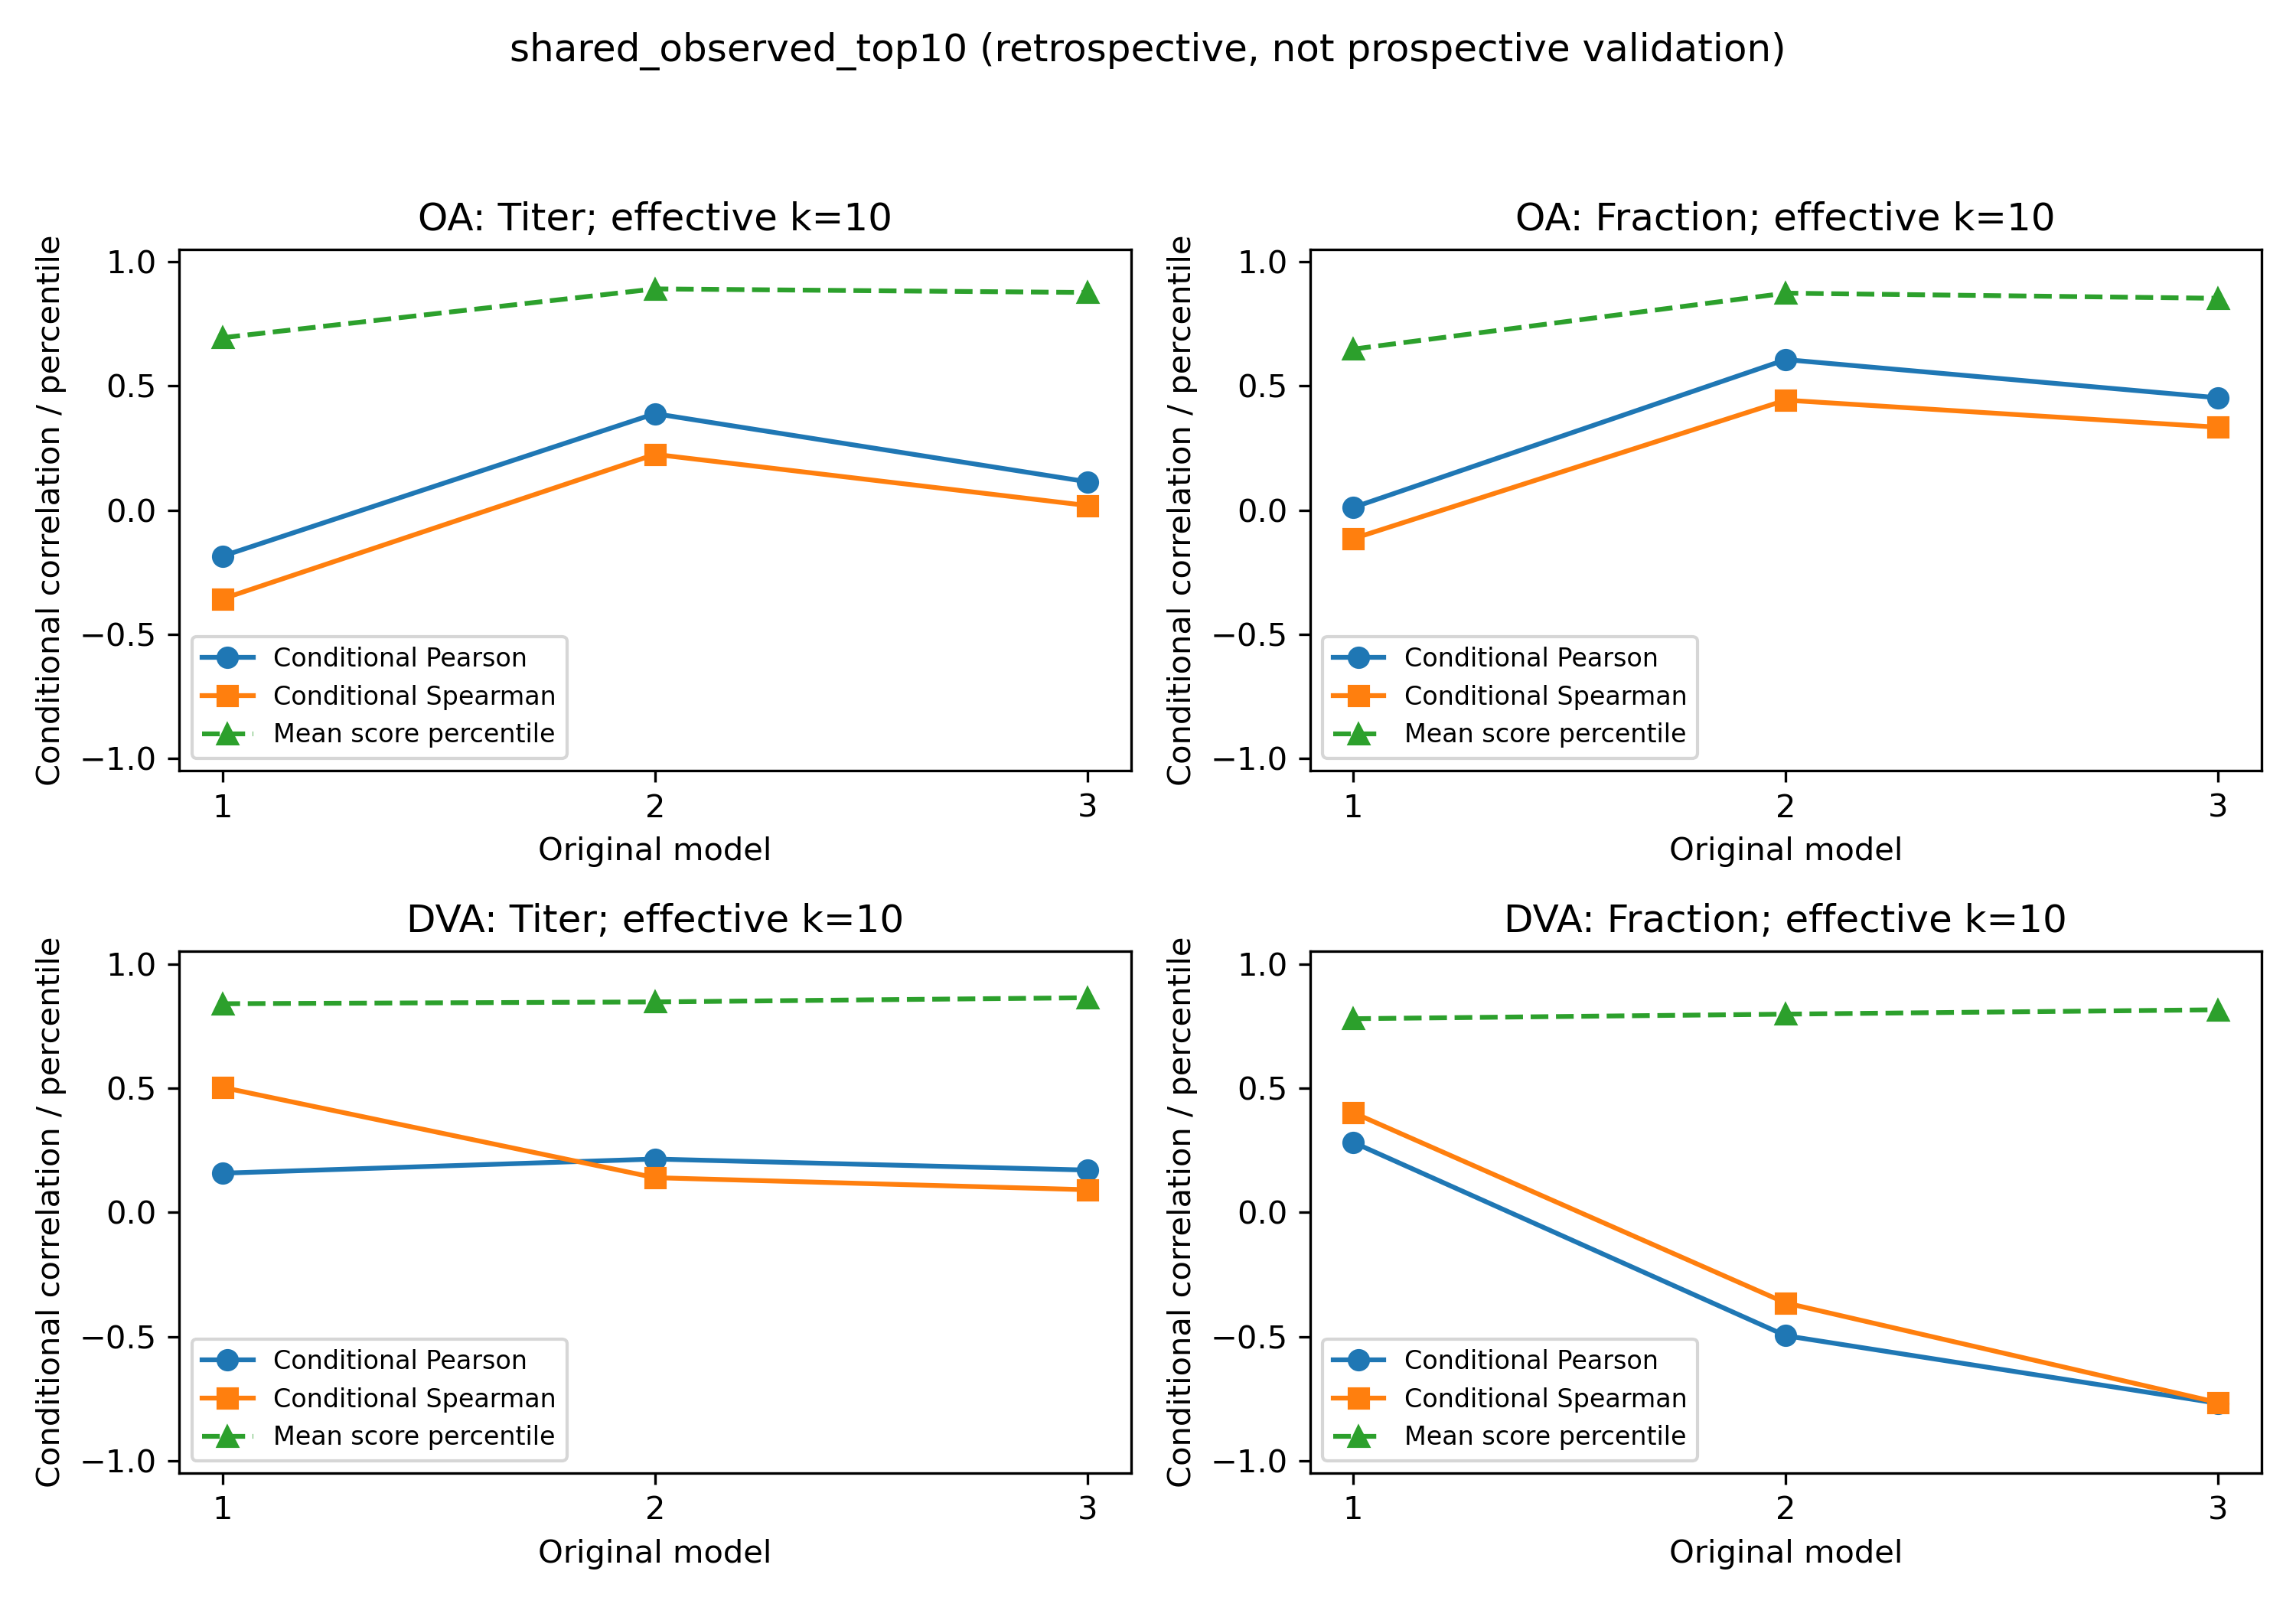 shared_observed_top10 (retrospective, not prospective validation)
OA: Titer; effective k=10
Conditional correlation / percentile
1.0
0.5
0.0
−0.5
−1.0
Conditional Pearson
Conditional Spearman
Mean score percentile
1 2 3
Original model
OA: Fraction; effective k=10
Conditional correlation / percentile
1.0
0.5
0.0
−0.5
−1.0
Conditional Pearson
Conditional Spearman
Mean score percentile
1 2 3
Original model
DVA: Titer; effective k=10
Conditional correlation / percentile
1.0
0.5
0.0
−0.5
−1.0
Conditional Pearson
Conditional Spearman
Mean score percentile
1 2 3
Original model
DVA: Fraction; effective k=10
Conditional correlation / percentile
1.0
0.5
0.0
−0.5
−1.0
Conditional Pearson
Conditional Spearman
Mean score percentile
1 2 3
Original model